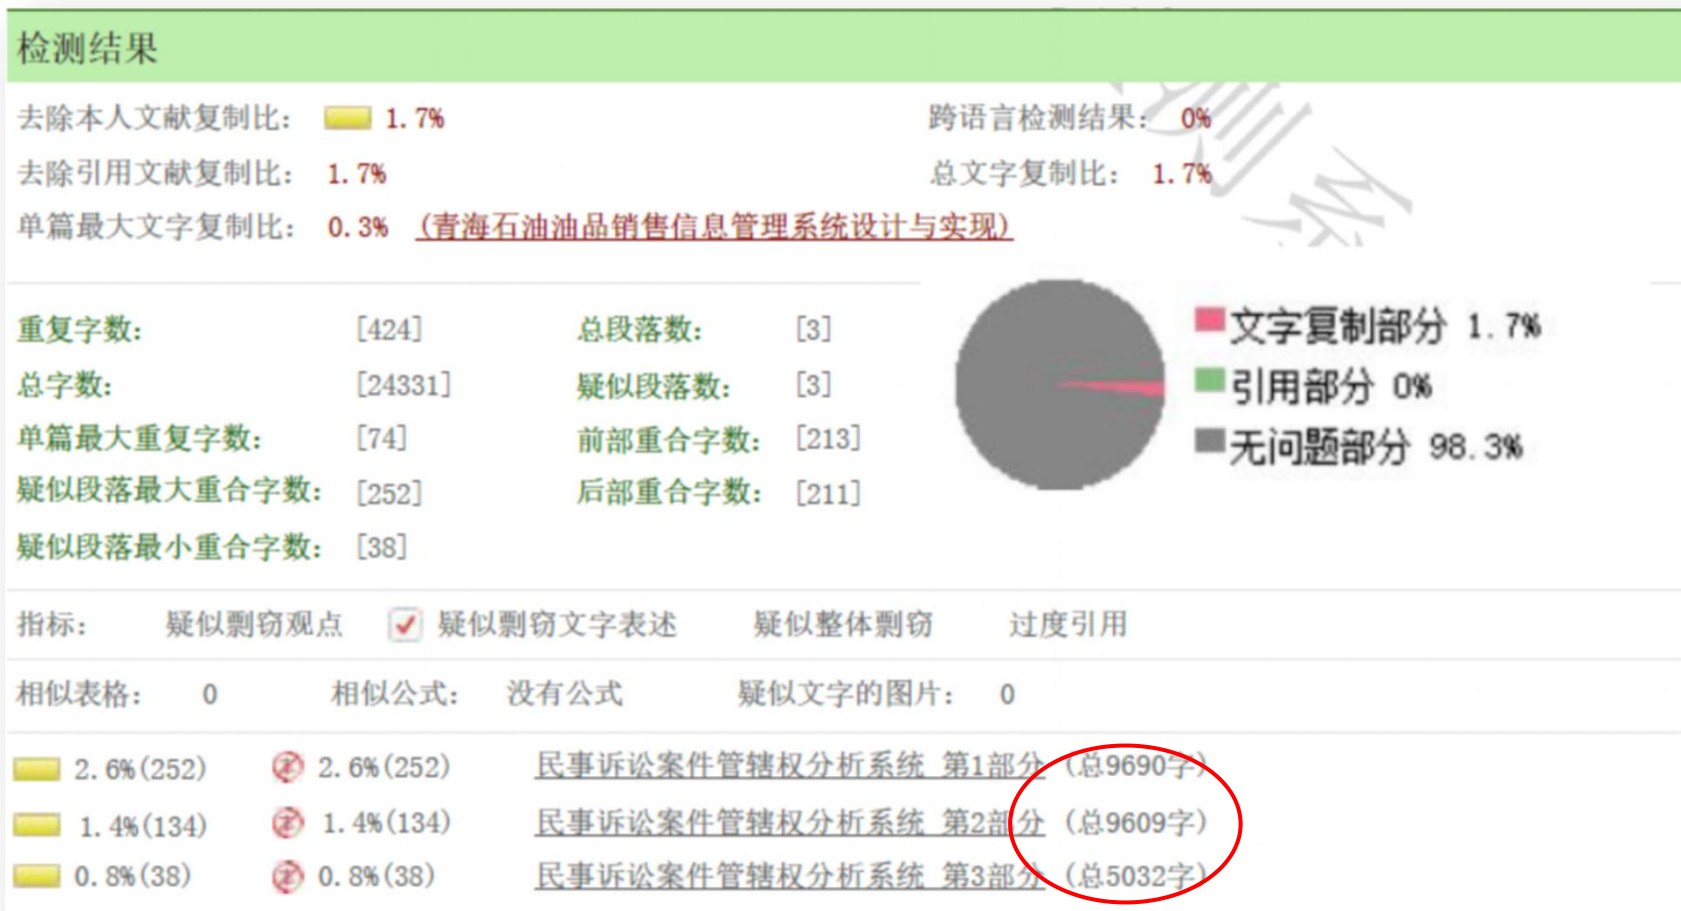 检测结果
去除本人文献复制比： 1.7% 跨语言检测结果： 0%
去除引用文献复制比： 1.7% 总文字复制比： 1.7%
单篇最大文字复制比： 0.3% (青海石油油品销售信息管理系统设计与实现)
重复字数： [424] 总段落数： [3]
总字数： [24331] 疑似段落数： [3]
单篇最大重复字数： [74] 前部重合字数： [213]
疑似段落最大重合字数： [252] 后部重合字数： [211]
疑似段落最小重合字数： [38]
文字复制部分 1.7%
引用部分 0%
无问题部分 98.3%
指标： 疑似剽窃观点 疑似剽窃文字表述 疑似整体剽窃 过度引用
相似表格： 0 相似公式： 没有公式 疑似文字的图片： 0
2.6%(252) 2.6%(252) 民事诉讼案件管辖权分析系统_第1部分 (总9690字)
1.4%(134) 1.4%(134) 民事诉讼案件管辖权分析系统_第2部分 (总9609字)
0.8%(38) 0.8%(38) 民事诉讼案件管辖权分析系统_第3部分 (总5032字)